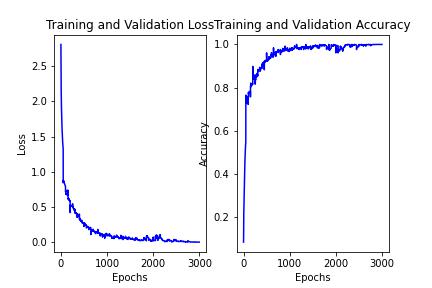 Training and Validation Loss
2.5
2.0
1.5
1.0
0.5
0.0
Loss
0 1000 2000 3000
Epochs
Training and Validation Accuracy
1.0
0.8
0.6
0.4
0.2
Accuracy
0 1000 2000 3000
Epochs